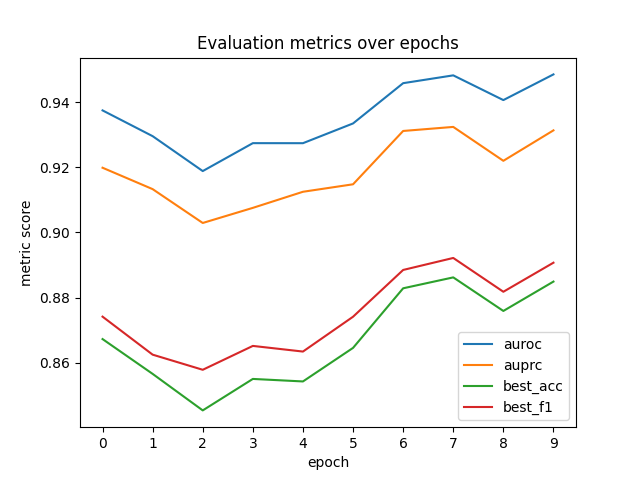 Evaluation metrics over epochs
metric score
0.94
0.92
0.90
0.88
0.86
auroc
auprc
best_acc
best_f1
0 1 2 3 4 5 6 7 8 9
epoch